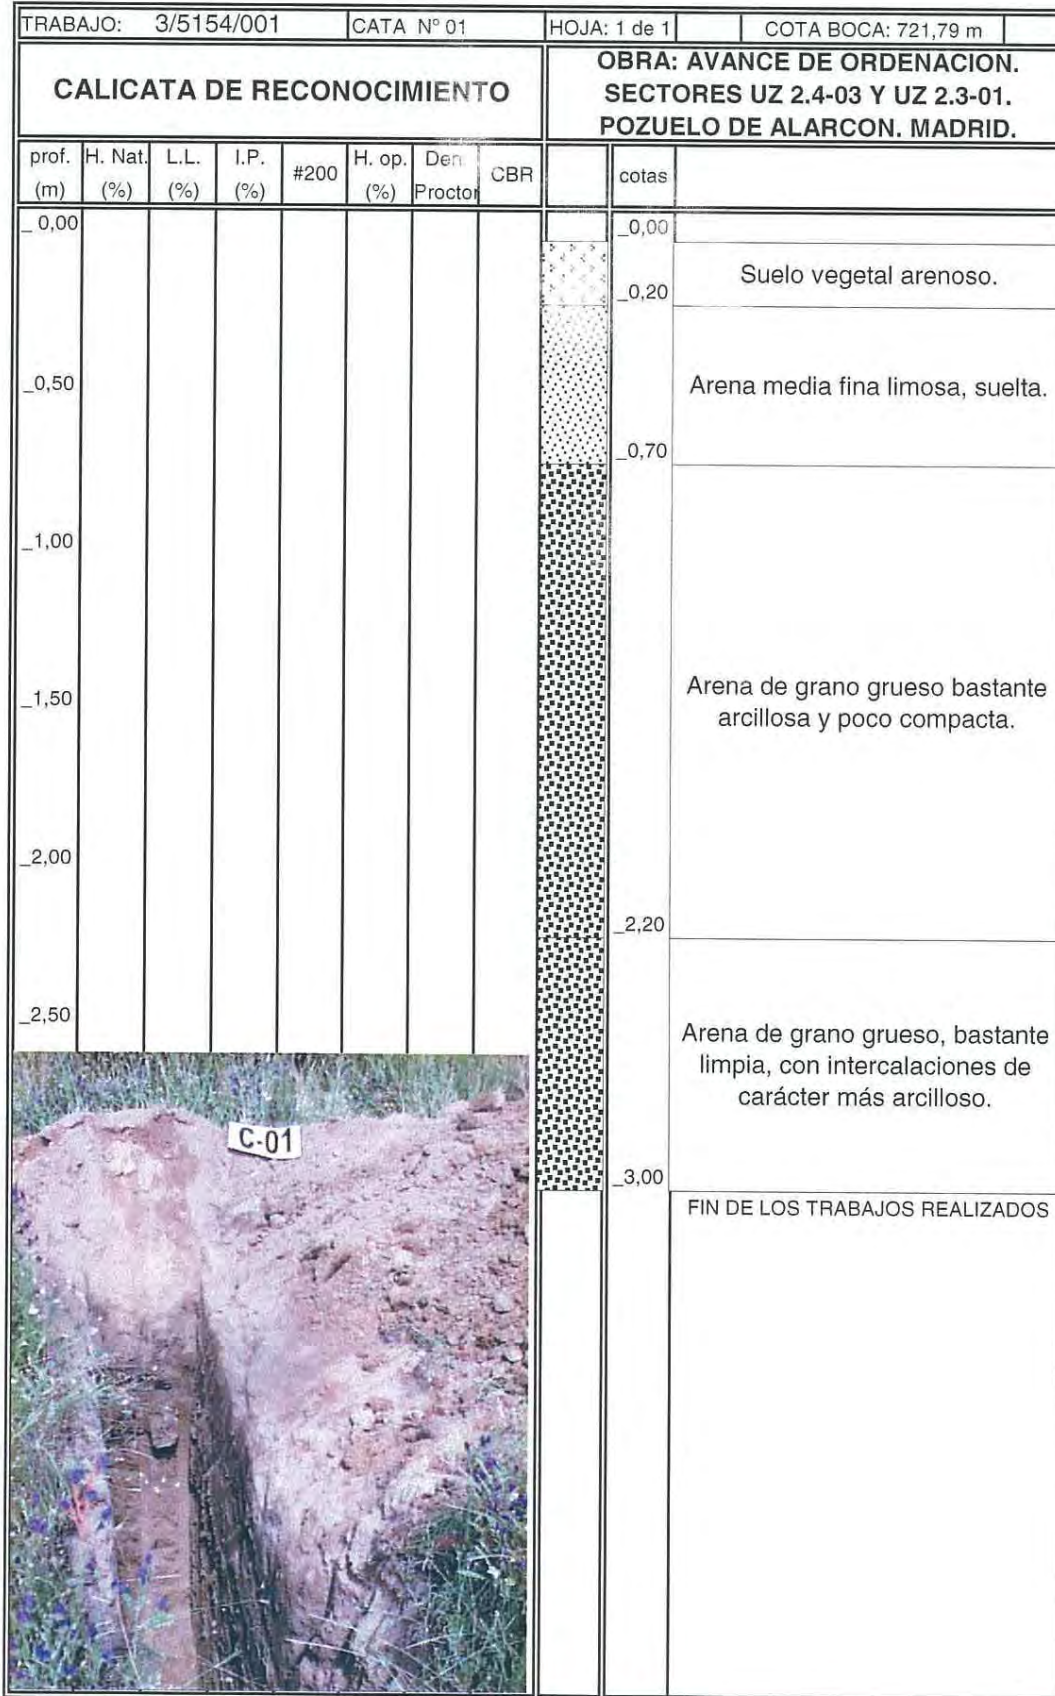 TRABAJO: 3/5154/001 CATA Nº 01 HOJA: 1 de 1 COTA BOCA: 721,79 m
CALICATA DE RECONOCIMIENTO
OBRA: AVANCE DE ORDENACION.
SECTORES UZ 2.4-03 Y UZ 2.3-01.
POZUELO DE ALARCON. MADRID.
prof. H. Nat. L.L. I.P. #200 H. op. Den. CBR cotas
(m) (%) (%) (%) (%) Proctor
_ 0,00 _0,00
Suelo vegetal arenoso.
_0,20
_0,50 Arena media fina limosa, suelta.
_0,70
_1,00
_1,50 Arena de grano grueso bastante
arcillosa y poco compacta.
_2,00
_2,20
_2,50 Arena de grano grueso, bastante
limpia, con intercalaciones de
carácter más arcilloso.
C-01
_3,00
FIN DE LOS TRABAJOS REALIZADOS